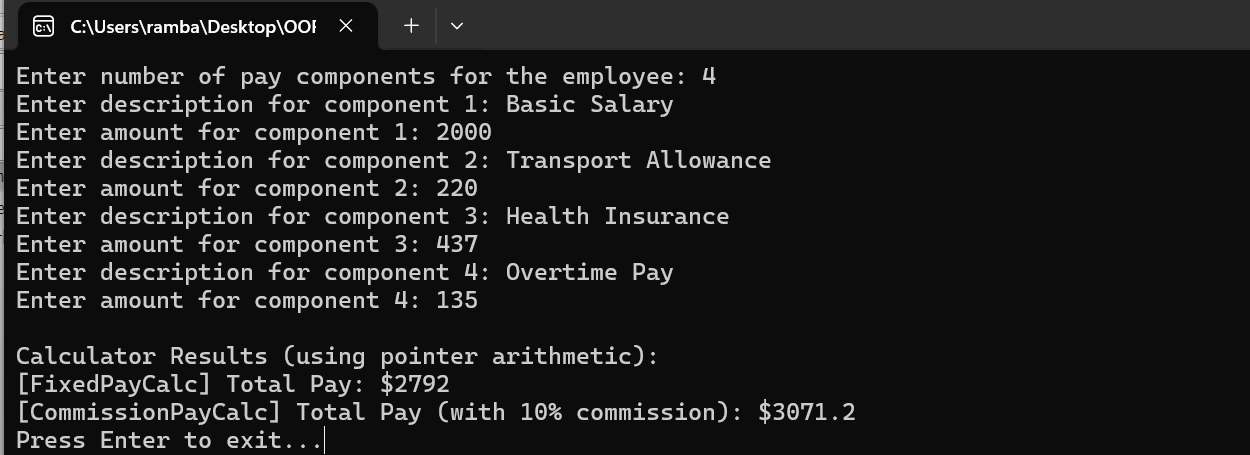 C:\Users\ramba\Desktop\OOP
Enter number of pay components for the employee: 4
Enter description for component 1: Basic Salary
Enter amount for component 1: 2000
Enter description for component 2: Transport Allowance
Enter amount for component 2: 220
Enter description for component 3: Health Insurance
Enter amount for component 3: 437
Enter description for component 4: Overtime Pay
Enter amount for component 4: 135
Calculator Results (using pointer arithmetic):
[FixedPayCalc] Total Pay: $2792
[CommissionPayCalc] Total Pay (with 10% commission): $3071.2
Press Enter to exit...